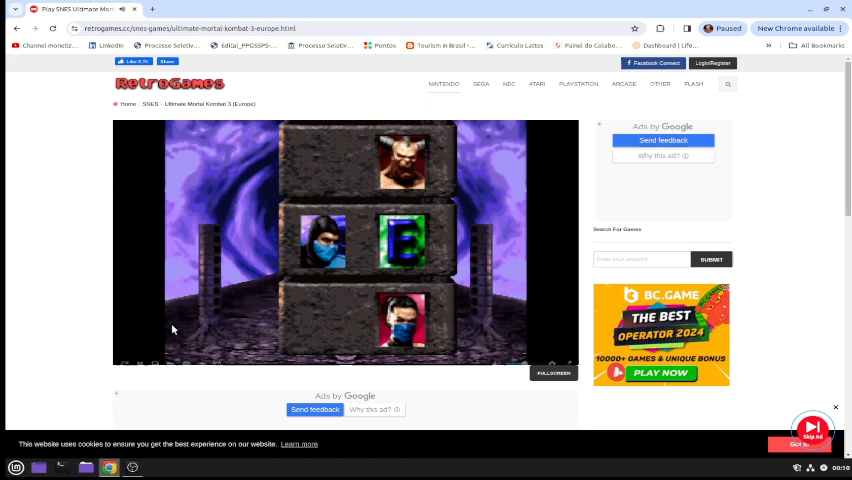 Play SNES Ultimate Mort
Paused
New Chrome available
retrogames.cc/snes-games/ultimate-mortal-kombat-3-europe.html
Channel monetiz...
LinkedIn
Processo Seletiv...
Edital_PPGSSPS-...
Processo Seletiv...
Pontos
Tourism in Brasil -...
Currículo Lattes
Painel do Colabo...
Dashboard | Life...
All Bookmarks
Share
Facebook Connect
Login/Register
RetroGames
NINTENDO
SEGA
NEC
ATARI
PLAYSTATION
ARCADE
OTHER
FLASH
Home
SNES
Ultimate Mortal Kombat 3 (Europe)
Ads by Google
Send feedback
Why this ad?
Search For Games
Enter your keyword
SUBMIT
BC.GAME
THE BEST
OPERATOR 2024
10000+ GAMES & UNIQUE BONUS
PLAY NOW
FULLSCREEN
Ads by Google
Send feedback
Why this ad?
Skip Ad
This website uses cookies to ensure you get the best experience on our website. Learn more
00:10